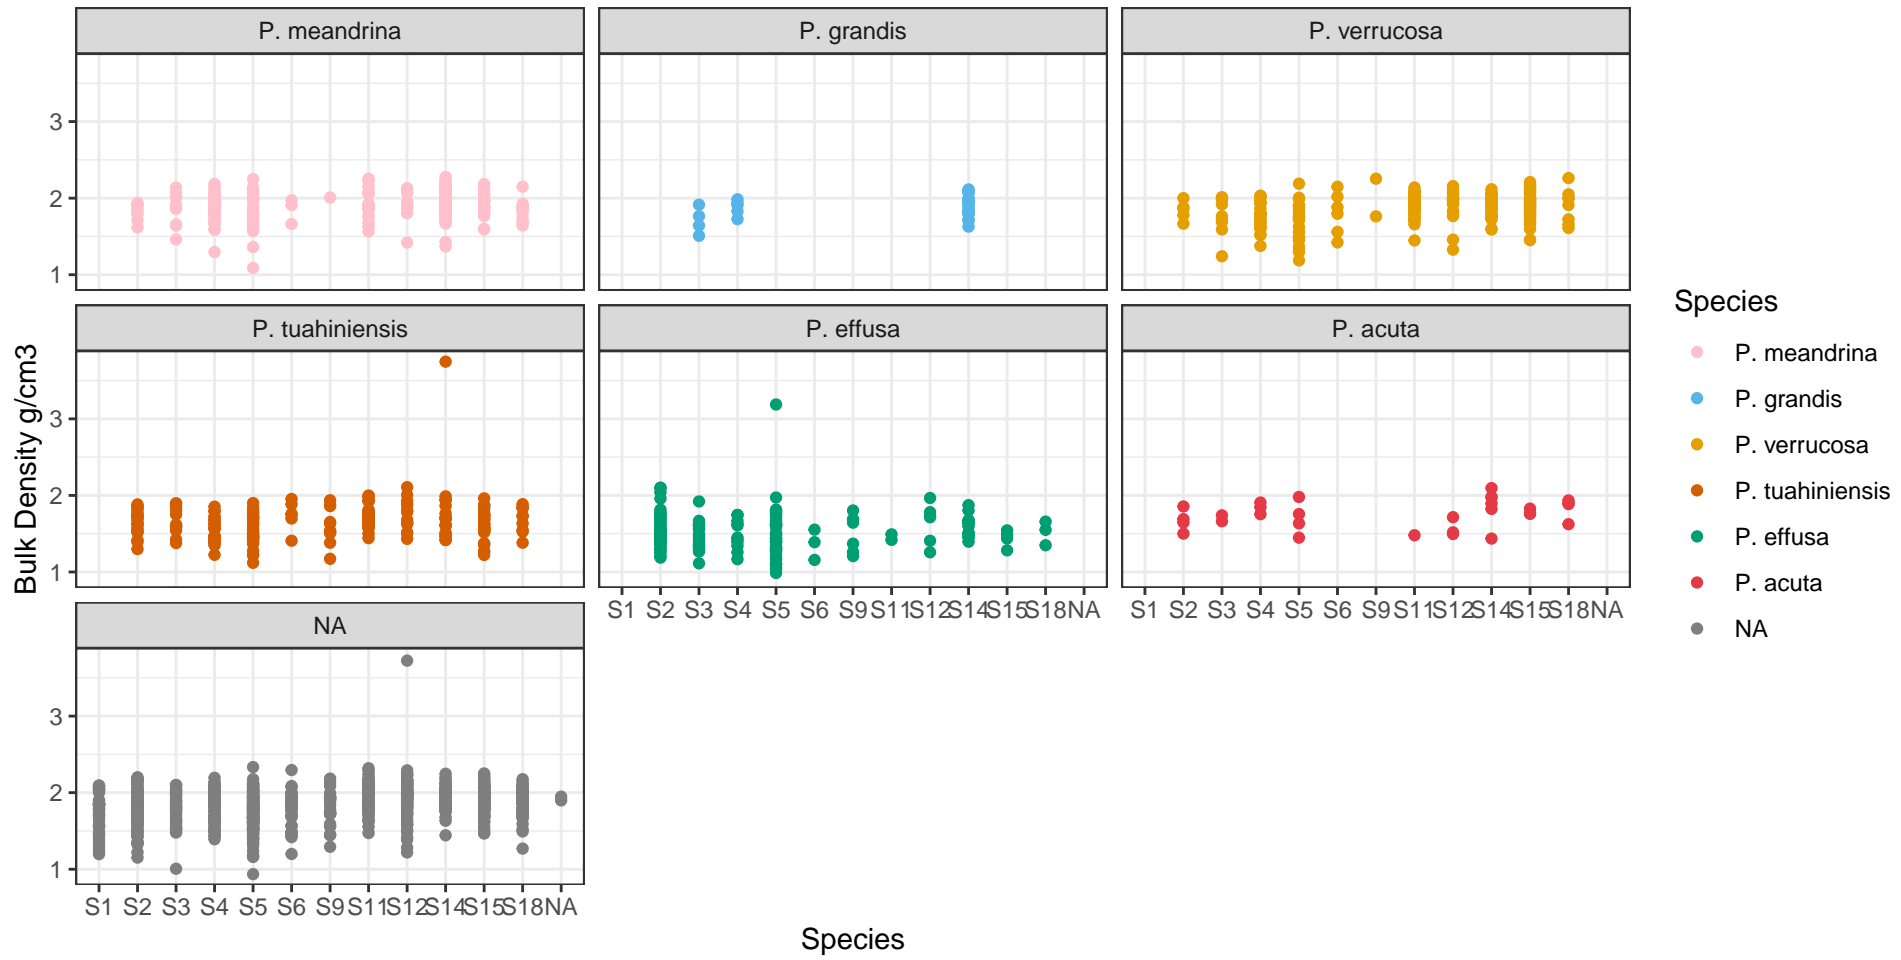 P. meandrina P. grandis P. verrucosa
3
2
1
P. tuahiniensis P. effusa P. acuta
3
2
1
S1 S2 S3 S4 S5 S6 S9 S11 S12 S14 S15 S18 NA S1 S2 S3 S4 S5 S6 S9 S11 S12 S14 S15 S18 NA
NA
3
2
1
S1 S2 S3 S4 S5 S6 S9 S11 S12 S14 S15 S18 NA
Species
Bulk Density g/cm3
Species
P. meandrina
P. grandis
P. verrucosa
P. tuahiniensis
P. effusa
P. acuta
NA